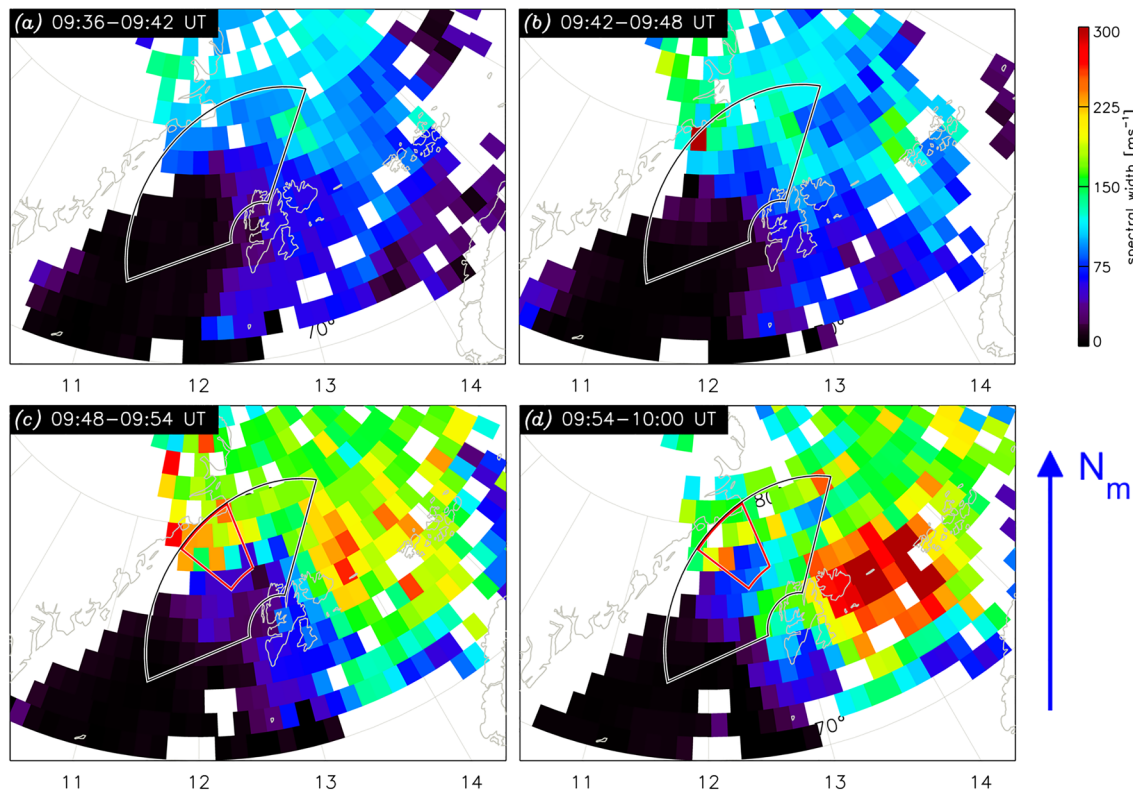 (a) 09:36−09:42 UT
(b) 09:42−09:48 UT
300
225
150
75
0
spectral width [ms⁻¹]
70°
11 12 13 14
11 12 13 14
(c) 09:48−09:54 UT
(d) 09:54−10:00 UT
Nm
80
70°
11 12 13 14
11 12 13 14